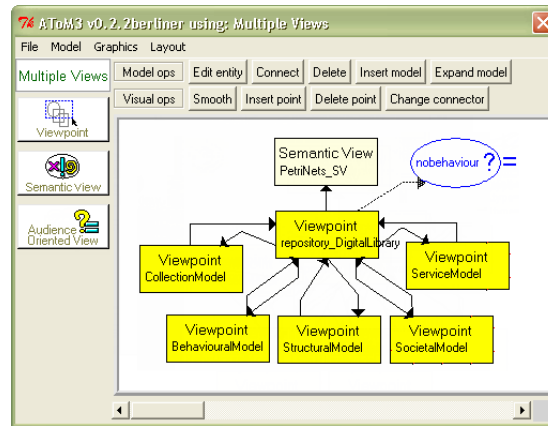 AToM3 v0.2.2berliner using: Multiple Views
File Model Graphics Layout
Multiple Views
Model ops Edit entity Connect Delete Insert model Expand model
Visual ops Smooth Insert point Delete point Change connector
Viewpoint
Semantic View
Audience
Oriented View
Semantic View
PetriNets_SV
nobehaviour ? =
Viewpoint
repository_DigitalLibrary
Viewpoint
CollectionModel
Viewpoint
ServiceModel
Viewpoint
BehaviouralModel
Viewpoint
StructuralModel
Viewpoint
SocietalModel